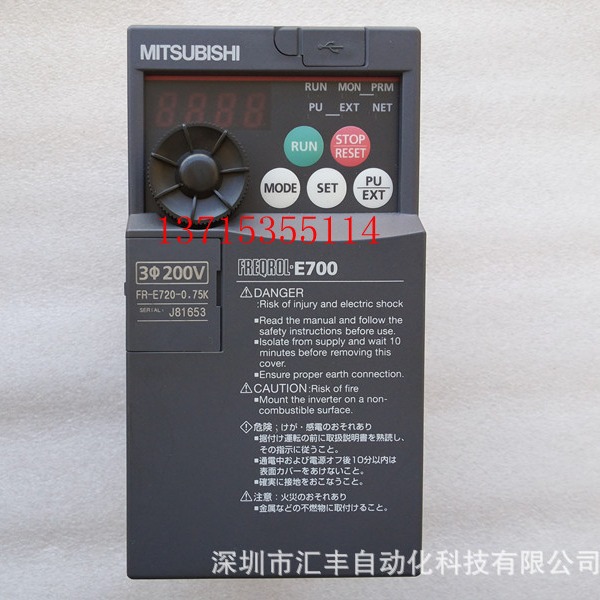 MITSUBISHI
RUN MON PRM
PU EXT NET
8.8.8.8.
RUN
STOP
RESET
MODE
SET
PU
EXT
13715355114
3Φ200V
FR-E720-0.75K
SERIAL: J81653
FREQROL-E700
⚠DANGER
:Risk of injury and electric shock
■Read the manual and follow the
safety instructions before use.
■Isolate from supply and wait 10
minutes before removing this
cover.
■Ensure proper earth connection.
⚠CAUTION:Risk of fire
■Mount the inverter on a non-
combustible surface.
⚠危険:けが・感電のおそれあり
■据付け運転の前に取扱説明書を熟読し、
その指示に従うこと。
■通電中および電源オフ後10分以内は
表面カバーをあけないこと。
■確実に接地をおこなうこと。
⚠注意:火災のおそれあり
■金属などの不燃物に取付けること。
深圳市汇丰自动化科技有限公司